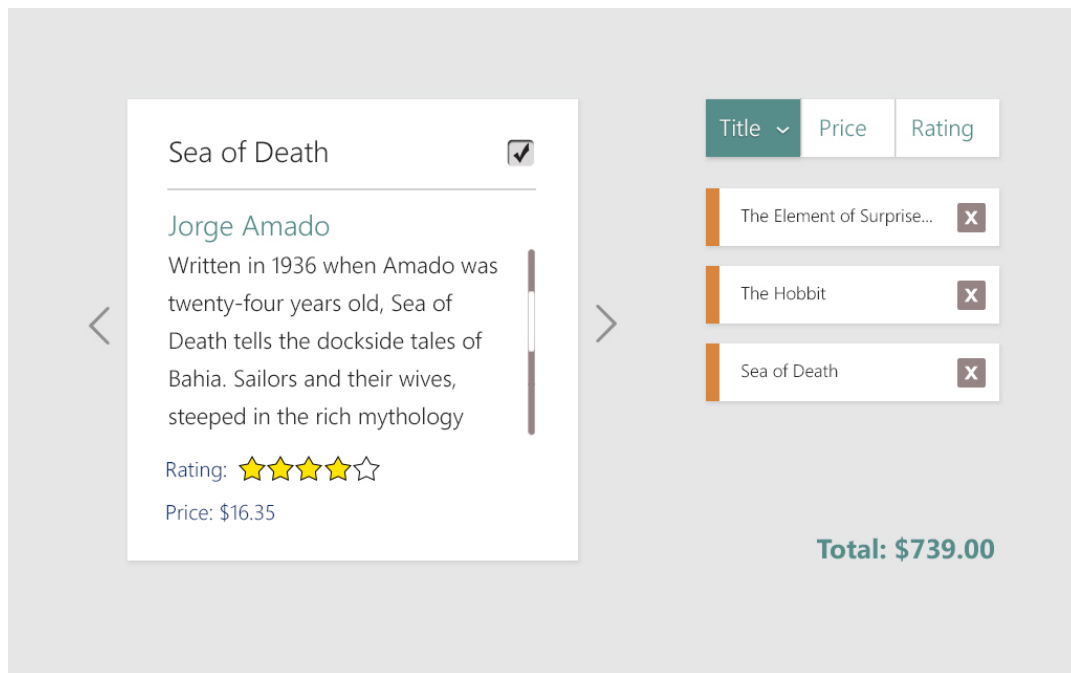 Sea of Death
Jorge Amado
Written in 1936 when Amado was
twenty-four years old, Sea of
Death tells the dockside tales of
Bahia. Sailors and their wives,
steeped in the rich mythology
Rating:
Price: $16.35
Title
Price
Rating
The Element of Surprise...
X
The Hobbit
X
Sea of Death
X
Total: $739.00